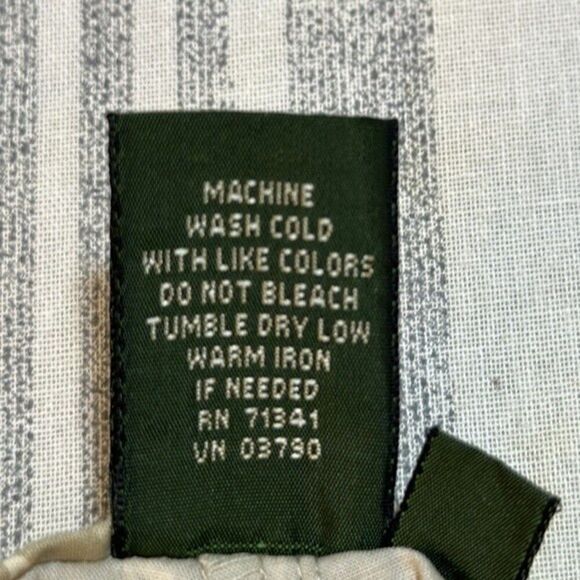 MACHINE
WASH COLD
WITH LIKE COLORS
DO NOT BLEACH
TUMBLE DRY LOW
WARM IRON
IF NEEDED
RN 71341
VN 03790